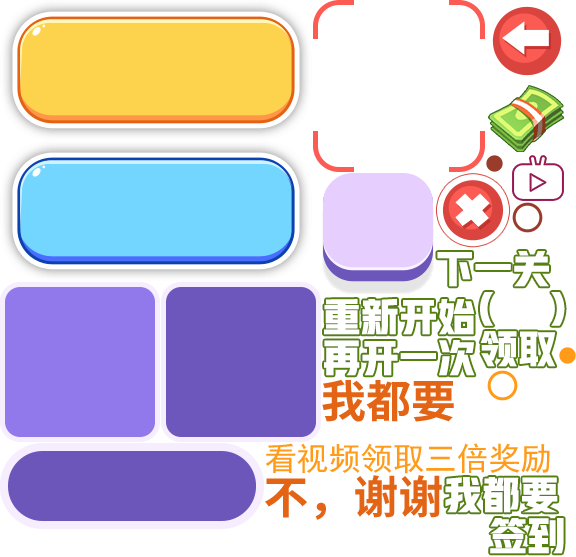 下一关
重新开始(    )
再开一次
领取
我都要
看视频领取三倍奖励
不，谢谢
我都要
签到